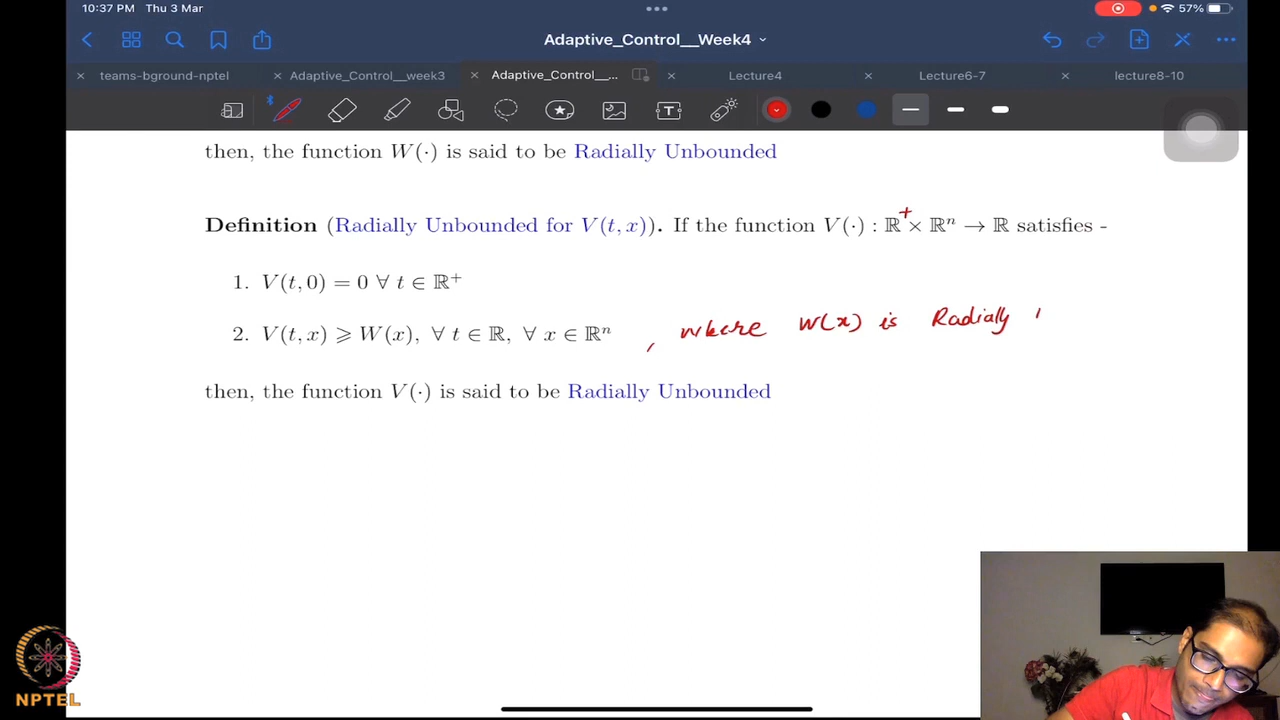 10:37 PM Thu 3 Mar
57%
Adaptive_Control__Week4
teams-bground-nptel
Adaptive_Control__week3
Adaptive_Control__...
Lecture4
Lecture6-7
lecture8-10
then, the function W(·) is said to be Radially Unbounded
Definition (Radially Unbounded for V(t, x)). If the function V(·) : ℝ⁺ × ℝⁿ → ℝ satisfies -
1. V(t, 0) = 0 ∀ t ∈ ℝ⁺
2. V(t, x) ⩾ W(x), ∀ t ∈ ℝ, ∀ x ∈ ℝⁿ , where W(x) is Radially
then, the function V(·) is said to be Radially Unbounded
NPTEL